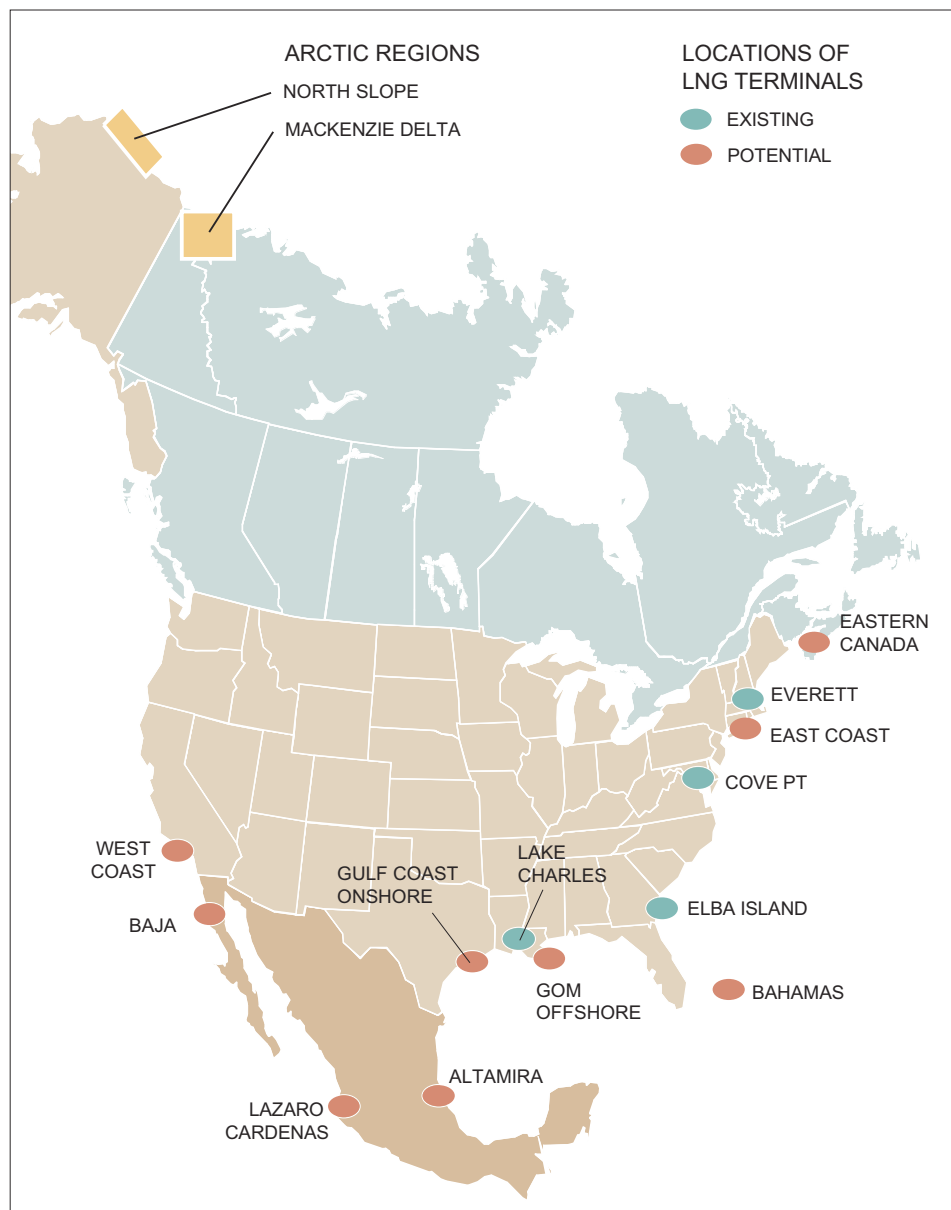 ARCTIC REGIONS
NORTH SLOPE
MACKENZIE DELTA
LOCATIONS OF
LNG TERMINALS
EXISTING
POTENTIAL
EASTERN
CANADA
EVERETT
EAST COAST
COVE PT
WEST
COAST
GULF COAST
ONSHORE
LAKE
CHARLES
BAJA
ELBA ISLAND
GOM
OFFSHORE
BAHAMAS
ALTAMIRA
LAZARO
CARDENAS